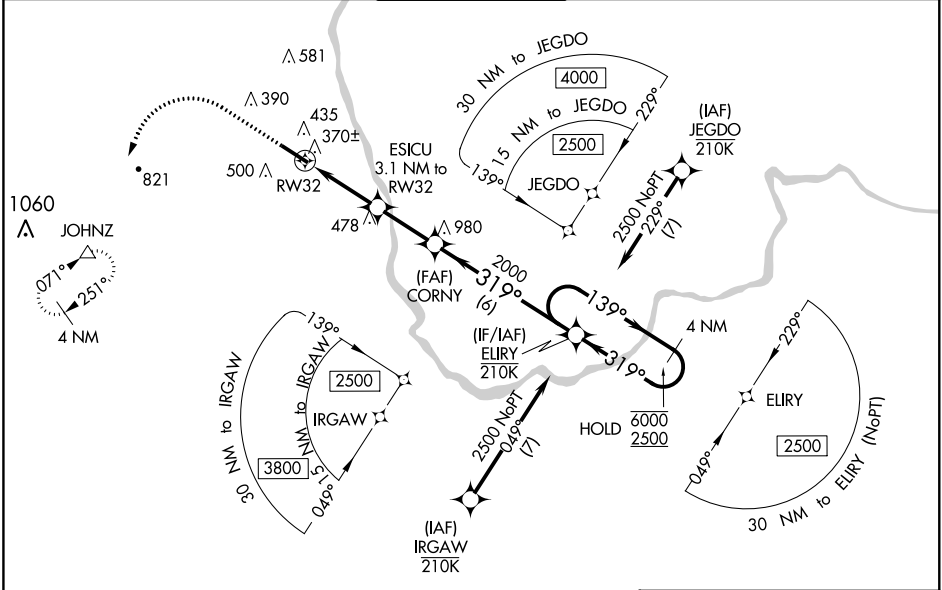 581
390
435
370±
500
RW32
ESICU
3.1 NM to
RW32
821
1060
JOHNZ
071°
251°
4 NM
478
980
(FAF)
CORNY
2000
319°
(6)
30 NM to JEGDO
4000
15 NM to JEGDO
2500
229°
139°
JEGDO
(IAF)
JEGDO
210K
2500 NoPT
229°
(7)
139°
4 NM
319°
(IF/IAF)
ELIRY
210K
HOLD
6000
2500
229°
ELIRY
2500
049°
30 NM to ELIRY (NoPT)
139°
2500
IRGAW
15 NM to IRGAW
3800
30 NM to IRGAW
049°
2500 NoPT
049°
(7)
(IAF)
IRGAW
210K